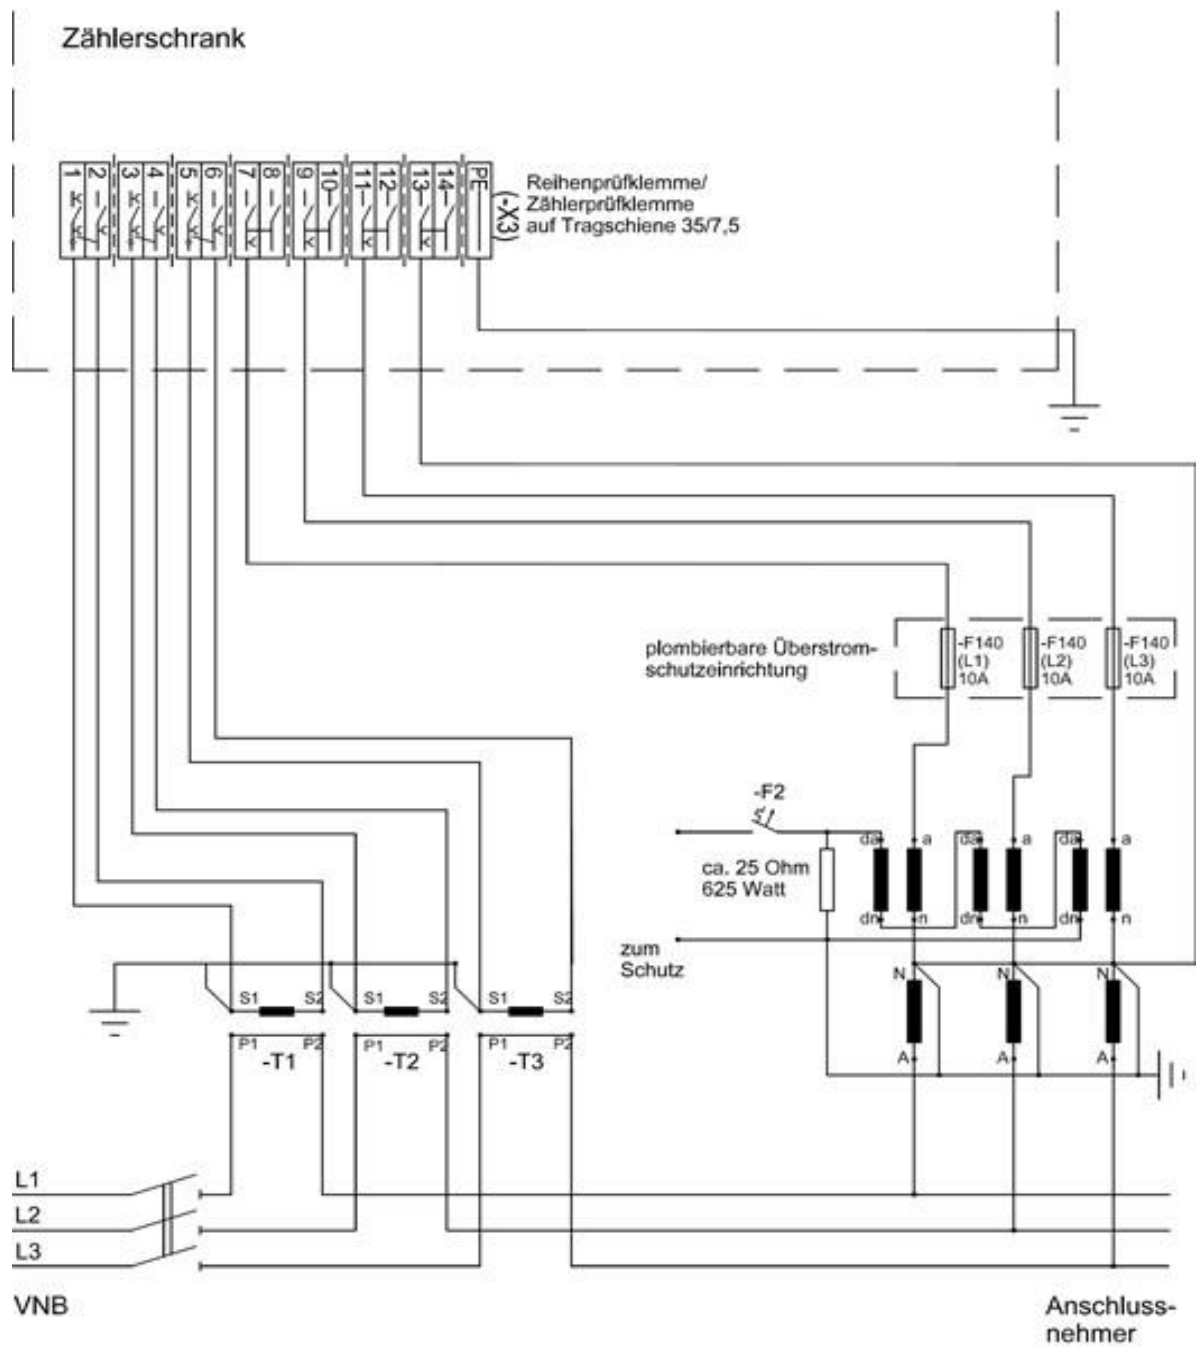 Zählerschrank
1 2 3 4 5 6 7 8 9 10 11 12 13 14 PE
(-X3)
Reihenprüfklemme/
Zählerprüfklemme
auf Tragschiene 35/7,5
plombierbare Überstrom-
schutzeinrichtung
-F140
(L1)
10A
-F140
(L2)
10A
-F140
(L3)
10A
-F2
ca. 25 Ohm
625 Watt
da a da a da a
dn n dn n dn n
zum
Schutz
N N N
A A A
S1 S2 S1 S2 S1 S2
P1 P2 P1 P2 P1 P2
-T1 -T2 -T3
L1
L2
L3
VNB
Anschluss-
nehmer